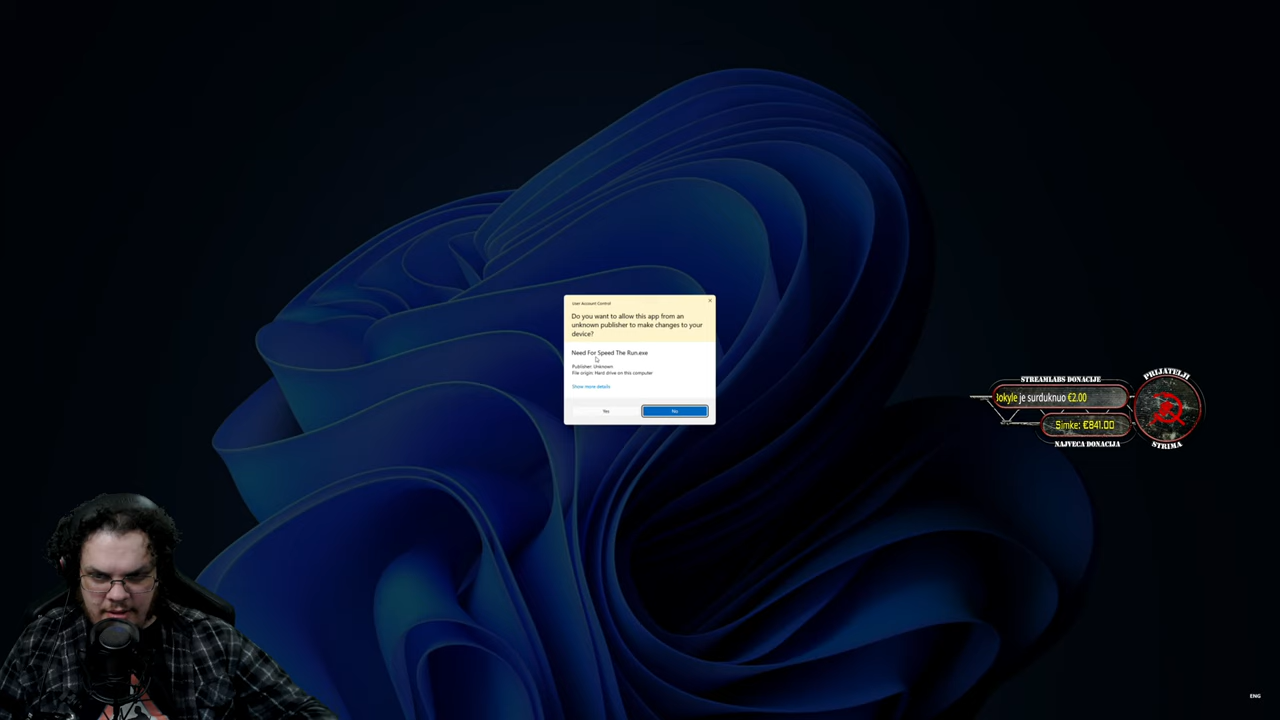 User Account Control
Do you want to allow this app from an
unknown publisher to make changes to your
device?
Need For Speed The Run.exe
Publisher: Unknown
File origin: Hard drive on this computer
Show more details
Yes
No
STREAMLABS DONACIJE
Jokyle je surduknuo €2.00
Simke: €841.00
NAJVECA DONACIJA
PRIJATELJI
STRIMA
ENG